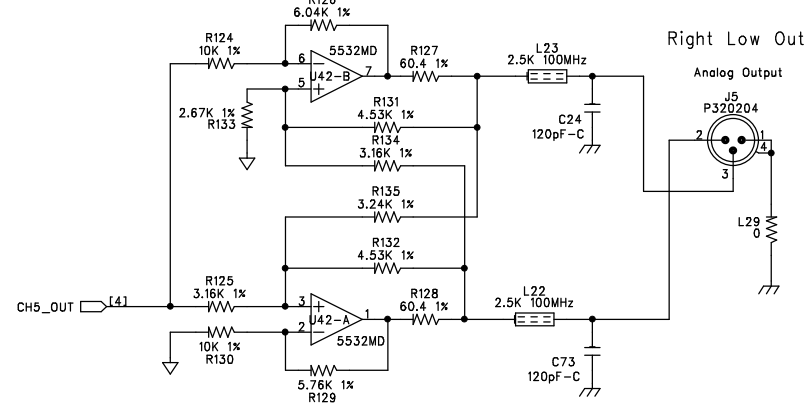 6.04K 1%
R124
10K 1%
6
5532MD
7
U42-B
5
R127
60.4 1%
L23
2.5K 100MHz
Right Low Out
Analog Output
J5
P320204
2.67K 1%
R133
R131
4.53K 1%
R134
3.16K 1%
C24
120pF-C
2
1
4
3
R135
3.24K 1%
L29
0
R132
4.53K 1%
CH5_OUT
[4]
R125
3.16K 1%
3
U42-A
1
2
5532MD
R128
60.4 1%
L22
2.5K 100MHz
10K 1%
R130
5.76K 1%
R129
C73
120pF-C